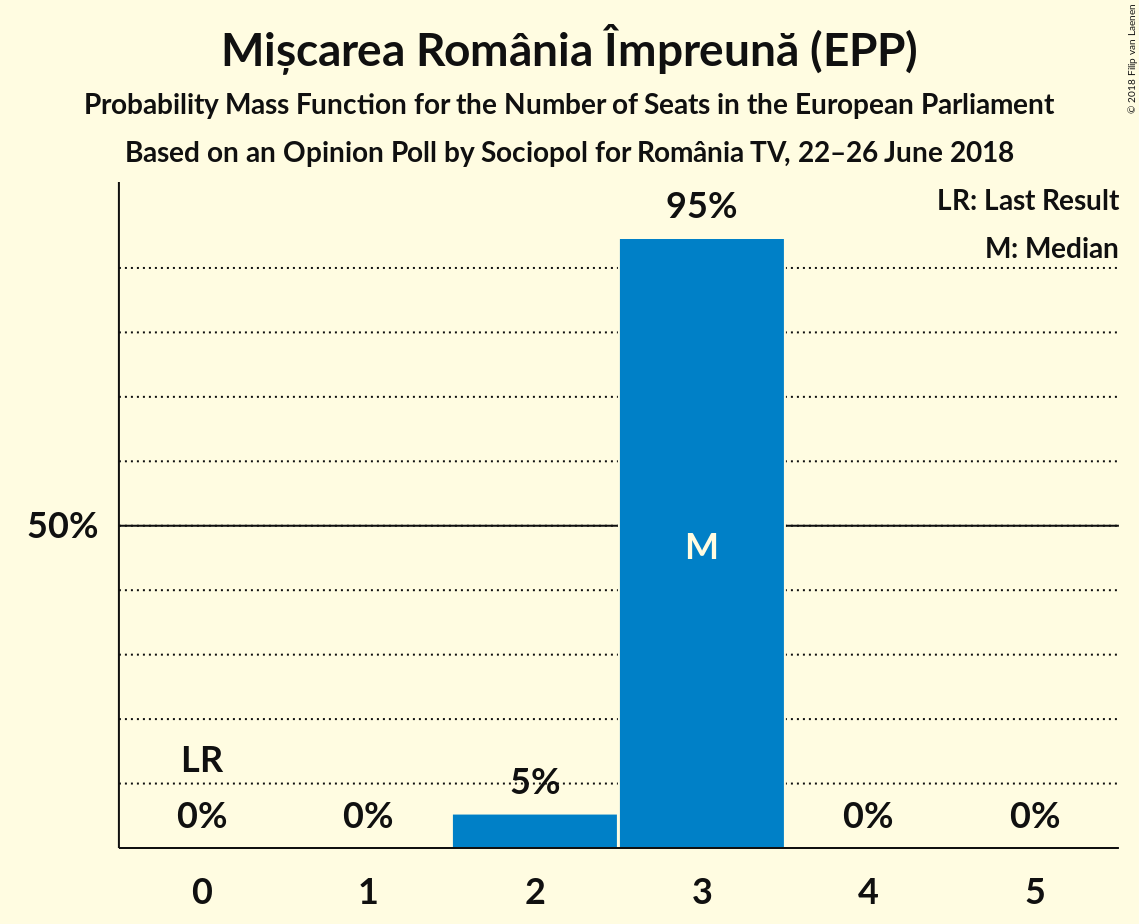 Mișcarea România Împreună (EPP)
Probability Mass Function for the Number of Seats in the European Parliament
Based on an Opinion Poll by Sociopol for România TV, 22–26 June 2018
© 2018 Filip van Laenen
LR: Last Result
M: Median
95%
50%
M
LR
5%
0%
0%
0%
0%
0
1
2
3
4
5